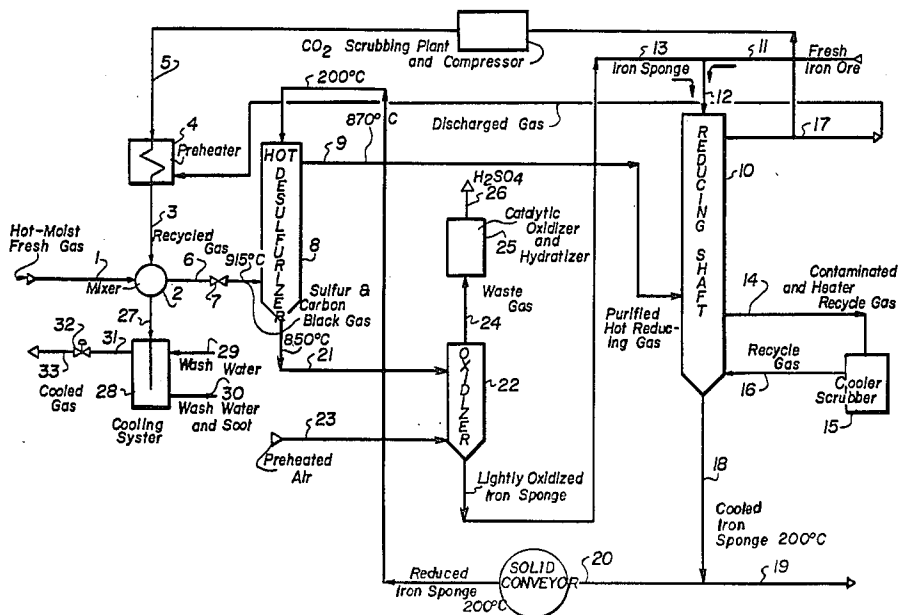 CO2 Scrubbing Plant
and Compressor
5
13
11
Iron Sponge
Fresh
Iron Ore
200°C
12
870°C
Discharged Gas
17
4
Preheater
9
HOT DESULFURIZER
8
REDUCING SHAFT
10
H2SO4
26
3
Hot-Moist
Fresh Gas
Recycled Gas
6
915°C
Catalytic
Oxidizer and
Hydratizer
25
1
Mixer
2
7
Sulfur &
Carbon
Black Gas
Waste
Gas
24
Purified
Hot Reduc-
ing Gas
14
Contaminated
and Heater
Recycle Gas
27
32
31
29
Wash
Water
33
Cooled
Gas
28
30
Wash Water
and Soot
Cooling
Syster
850°C
21
OXIDIZER
22
Recycle
Gas
16
Cooler
Scrubber
15
23
Preheated
Air
Lightly Oxidized
Iron Sponge
18
Cooled
Iron
Sponge 200°C
Reduced
Iron Sponge
200°C
SOLID
CONVEYOR
20
19